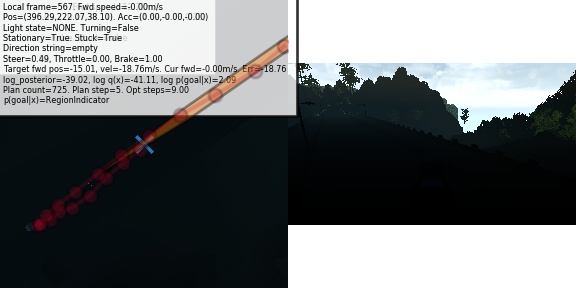 Local frame=567. Fwd speed=-0.00m/s
Pos=(396.29,222.07,38.10). Acc=(0.00,-0.00,-0.00)
Light state=NONE. Turning=False
Stationary=True. Stuck=True
Direction string=empty
Steer=0.49, Throttle=0.00, Brake=1.00
Target fwd pos=-15.01, vel=-18.76m/s. Cur fwd=-0.00m/s, Err=-18.76
log_posterior=-39.02, log q(x)=-41.11, log p(goal|x)=2.09
Plan count=725. Plan step=5. Opt steps=9.00
p(goal|x)=RegionIndicator